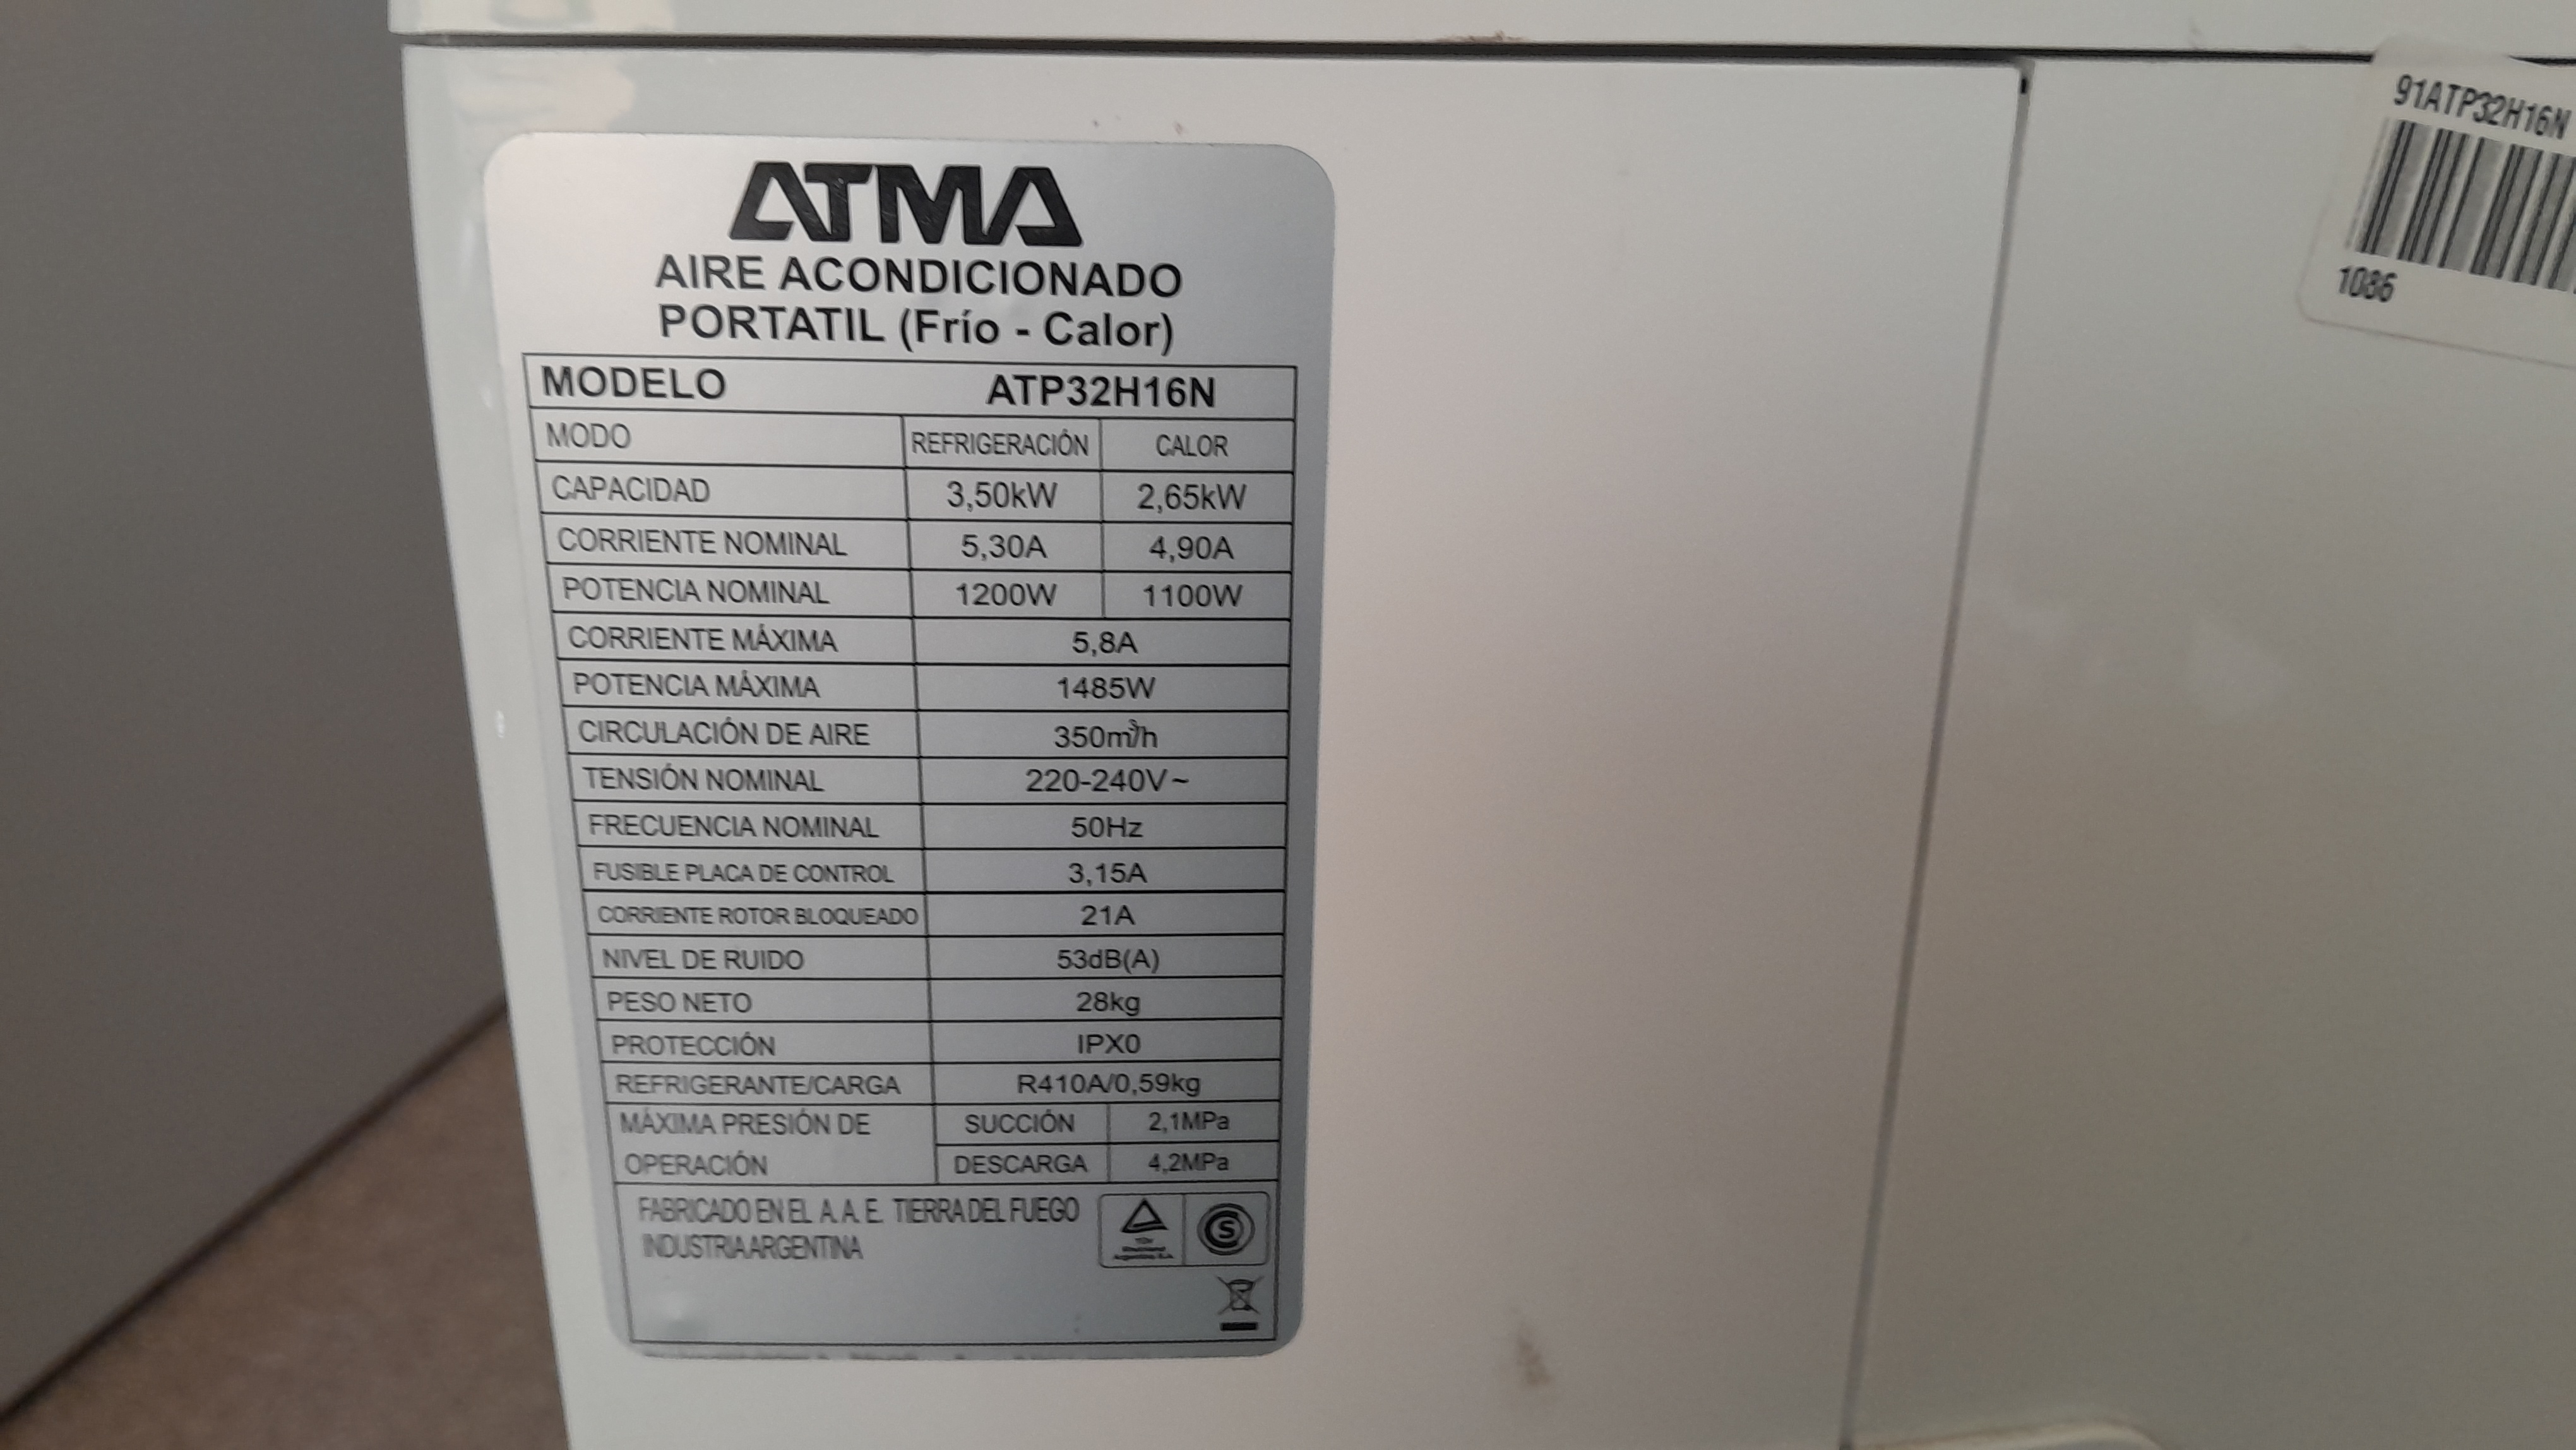 ATMA
AIRE ACONDICIONADO
PORTATIL (Frío - Calor)
MODELO ATP32H16N
MODO REFRIGERACIÓN CALOR
CAPACIDAD 3,50kW 2,65kW
CORRIENTE NOMINAL 5,30A 4,90A
POTENCIA NOMINAL 1200W 1100W
CORRIENTE MÁXIMA 5,8A
POTENCIA MÁXIMA 1485W
CIRCULACIÓN DE AIRE 350m³/h
TENSIÓN NOMINAL 220-240V~
FRECUENCIA NOMINAL 50Hz
FUSIBLE PLACA DE CONTROL 3,15A
CORRIENTE ROTOR BLOQUEADO 21A
NIVEL DE RUIDO 53dB(A)
PESO NETO 28kg
PROTECCIÓN IPX0
REFRIGERANTE/CARGA R410A/0,59kg
MÁXIMA PRESIÓN DE SUCCIÓN 2,1MPa
OPERACIÓN DESCARGA 4,2MPa
FABRICADO EN EL A.A.E. TIERRA DEL FUEGO
INDUSTRIA ARGENTINA
TÜV
Rheinland
Argentina S.A.
S
91ATP32H16N
1086